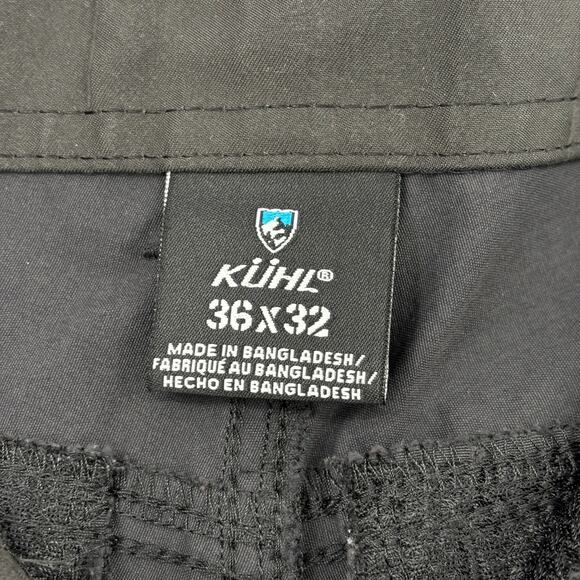 KÜHL®
36X32
MADE IN BANGLADESH/
FABRIQUÉ AU BANGLADESH/
HECHO EN BANGLADESH